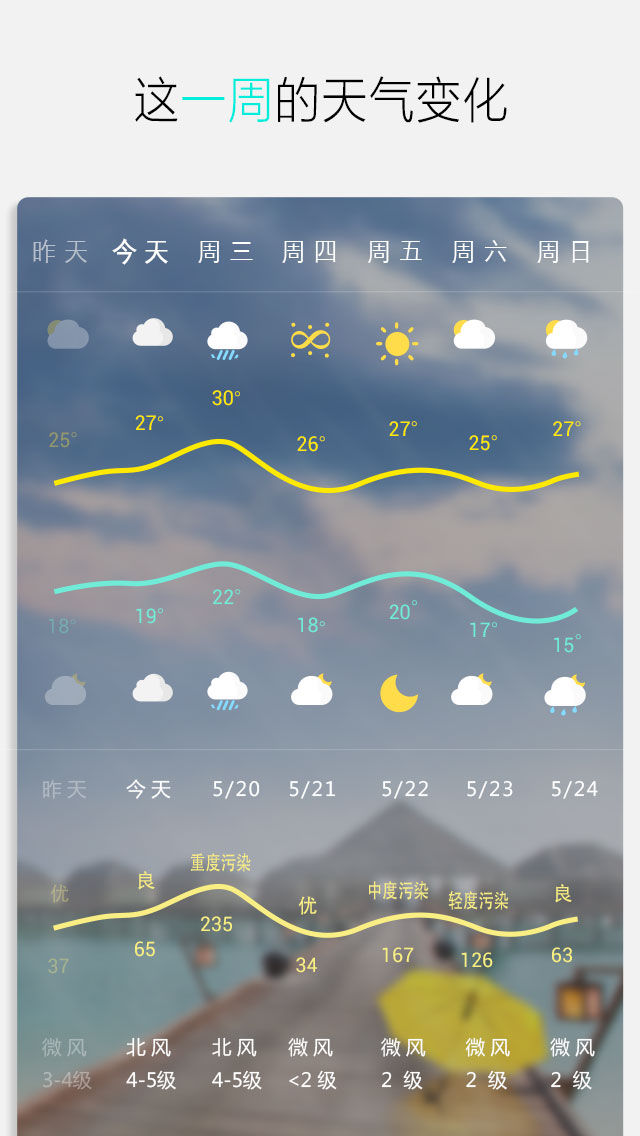 这一周的天气变化
昨天 今天 周三 周四 周五 周六 周日
25° 27° 30° 26° 27° 25° 27°
18° 19° 22° 18° 20° 17° 15°
昨天 今天 5/20 5/21 5/22 5/23 5/24
优 良 重度污染 优 中度污染 轻度污染 良
37 65 235 34 167 126 63
微风 北风 北风 微风 微风 微风 微风
3-4级 4-5级 4-5级 <2级 2 级 2 级 2 级